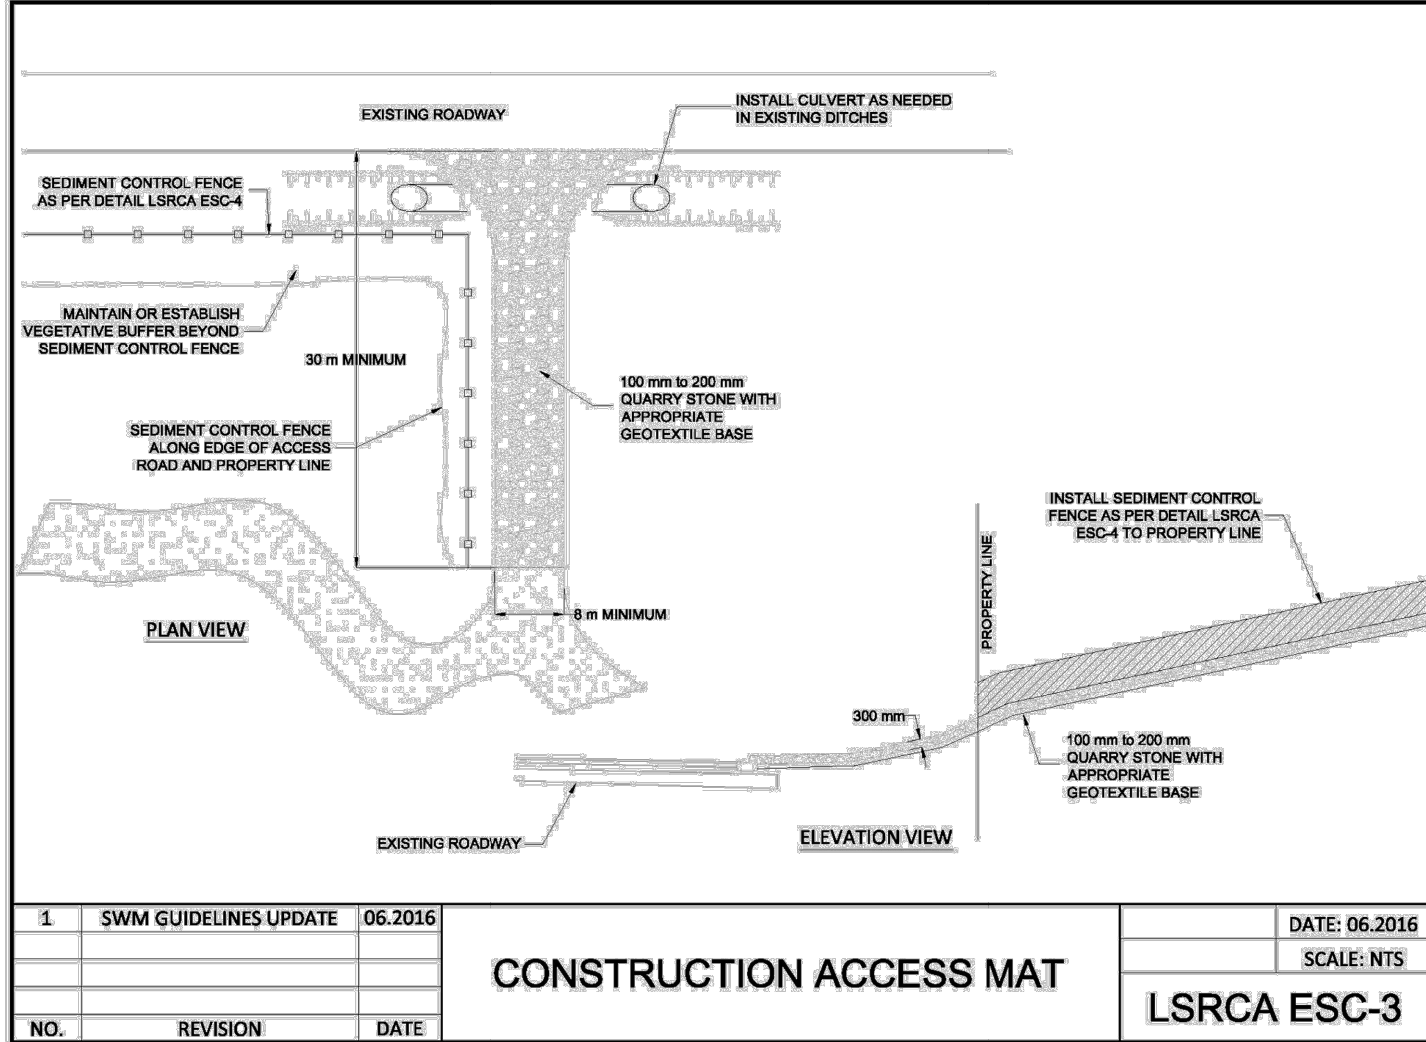 EXISTING ROADWAY
INSTALL CULVERT AS NEEDED
IN EXISTING DITCHES
SEDIMENT CONTROL FENCE
AS PER DETAIL LSRCA ESC-4
MAINTAIN OR ESTABLISH
VEGETATIVE BUFFER BEYOND
SEDIMENT CONTROL FENCE
30 m MINIMUM
100 mm to 200 mm
QUARRY STONE WITH
APPROPRIATE
GEOTEXTILE BASE
SEDIMENT CONTROL FENCE
ALONG EDGE OF ACCESS
ROAD AND PROPERTY LINE
8 m MINIMUM
PLAN VIEW
INSTALL SEDIMENT CONTROL
FENCE AS PER DETAIL LSRCA
ESC-4 TO PROPERTY LINE
PROPERTY LINE
300 mm
100 mm to 200 mm
QUARRY STONE WITH
APPROPRIATE
GEOTEXTILE BASE
EXISTING ROADWAY
ELEVATION VIEW
1 SWM GUIDELINES UPDATE 06.2016
NO. REVISION DATE
CONSTRUCTION ACCESS MAT
DATE: 06.2016
SCALE: NTS
LSRCA ESC-3